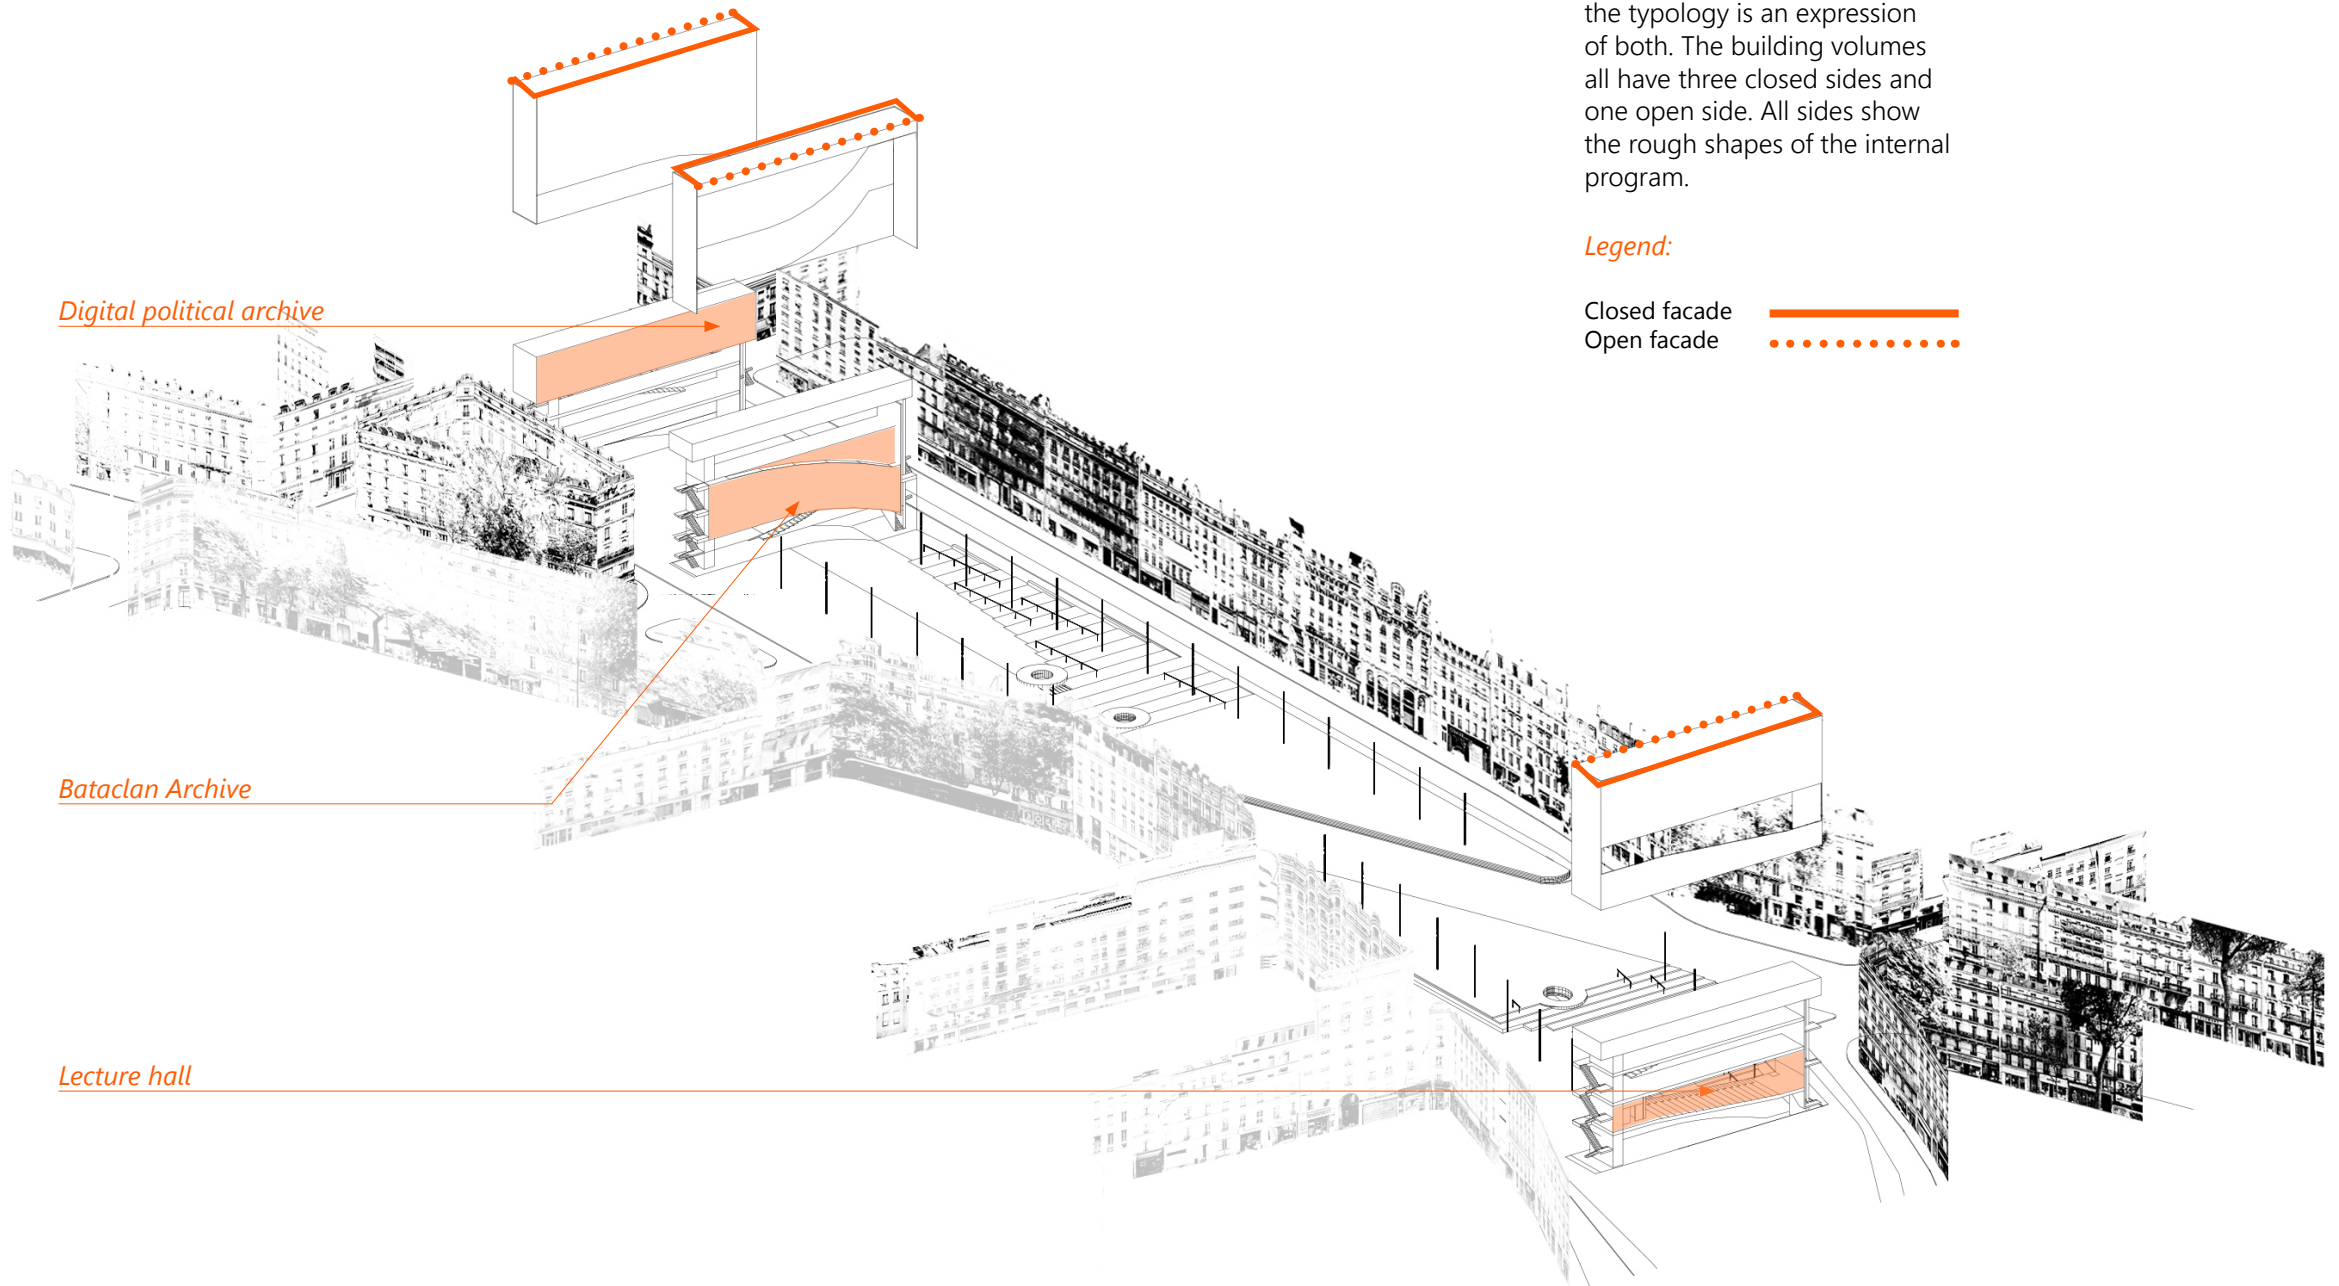 the typology is an expression
of both. The building volumes
all have three closed sides and
one open side. All sides show
the rough shapes of the internal
program.
Legend:
Closed facade
Open facade
Digital political archive
Bataclan Archive
Lecture hall